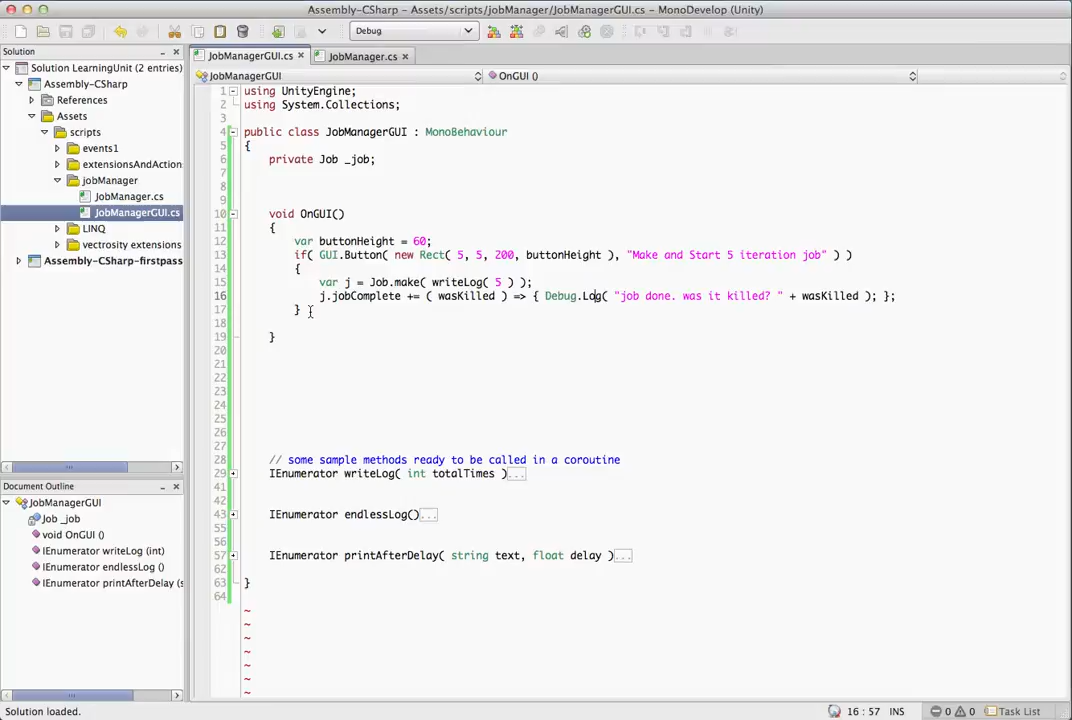 Assembly-CSharp - Assets/scripts/jobManager/JobManagerGUI.cs - MonoDevelop (Unity)
Debug
Solution
JobManagerGUI.cs
JobManager.cs
JobManagerGUI
OnGUI ()
Solution LearningUnit (2 entries)
Assembly-CSharp
References
Assets
scripts
events1
extensionsAndAction
jobManager
JobManager.cs
JobManagerGUI.cs
LINQ
vectrosity extensions
Assembly-CSharp-firstpass
Document Outline
JobManagerGUI
Job _job
void OnGUI ()
IEnumerator writeLog (int)
IEnumerator endlessLog ()
IEnumerator printAfterDelay (s
1 using UnityEngine;
2 using System.Collections;
3
4 public class JobManagerGUI : MonoBehaviour
5 {
6 private Job _job;
7
8
9
10 void OnGUI()
11 {
12 var buttonHeight = 60;
13 if( GUI.Button( new Rect( 5, 5, 200, buttonHeight ), "Make and Start 5 iteration job" ) )
14 {
15 var j = Job.make( writeLog( 5 ) );
16 j.jobComplete += ( wasKilled ) => { Debug.Log( "job done. was it killed? " + wasKilled ); };
17 }
18
19 }
20
21
22
23
24
25
26
27
28 // some sample methods ready to be called in a coroutine
29 IEnumerator writeLog( int totalTimes )...
41
42
43 IEnumerator endlessLog()...
55
56
57 IEnumerator printAfterDelay( string text, float delay )...
62
63 }
64
~
~
~
~
~
~
~
Solution loaded.
16 : 57 INS
0 0 Task List